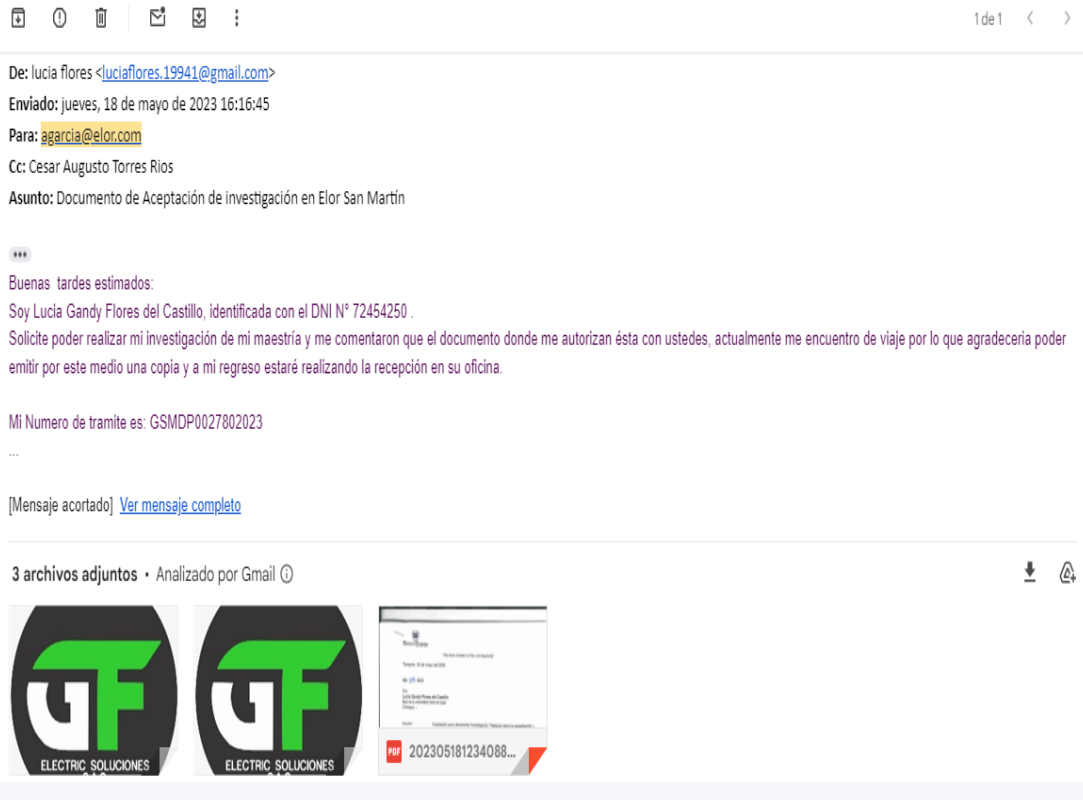 1 de 1
De: lucia flores <luciaflores.19941@gmail.com>
Enviado: jueves, 18 de mayo de 2023 16:16:45
Para: agarcia@elor.com
Cc: Cesar Augusto Torres Rios
Asunto: Documento de Aceptación de investigación en Elor San Martín
Buenas tardes estimados:
Soy Lucia Gandy Flores del Castillo, identificada con el DNI N° 72454250 .
Solicite poder realizar mi investigación de mi maestría y me comentaron que el documento donde me autorizan ésta con ustedes, actualmente me encuentro de viaje por lo que agradeceria poder
emitir por este medio una copia y a mi regreso estaré realizando la recepción en su oficina.
Mi Numero de tramite es: GSMDP0027802023
...
[Mensaje acortado] Ver mensaje completo
3 archivos adjuntos • Analizado por Gmail
GF
ELECTRIC SOLUCIONES
GF
ELECTRIC SOLUCIONES
Lucia Gandy Flores del Castillo
PDF 202305181234088...